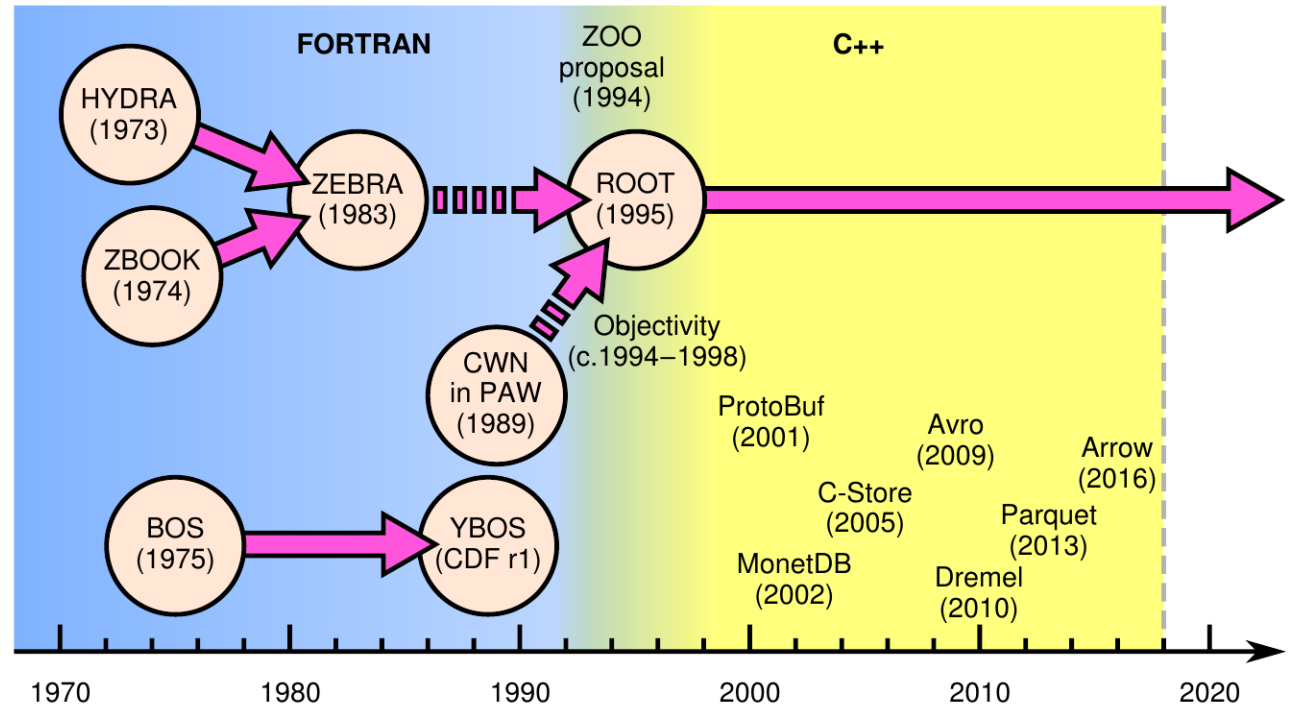 FORTRAN
C++
ZOO
proposal
(1994)
HYDRA
(1973)
ZEBRA
(1983)
ROOT
(1995)
ZBOOK
(1974)
Objectivity
(c.1994–1998)
CWN
in PAW
(1989)
ProtoBuf
(2001)
Avro
(2009)
Arrow
(2016)
C-Store
(2005)
Parquet
(2013)
BOS
(1975)
YBOS
(CDF r1)
MonetDB
(2002)
Dremel
(2010)
1970
1980
1990
2000
2010
2020